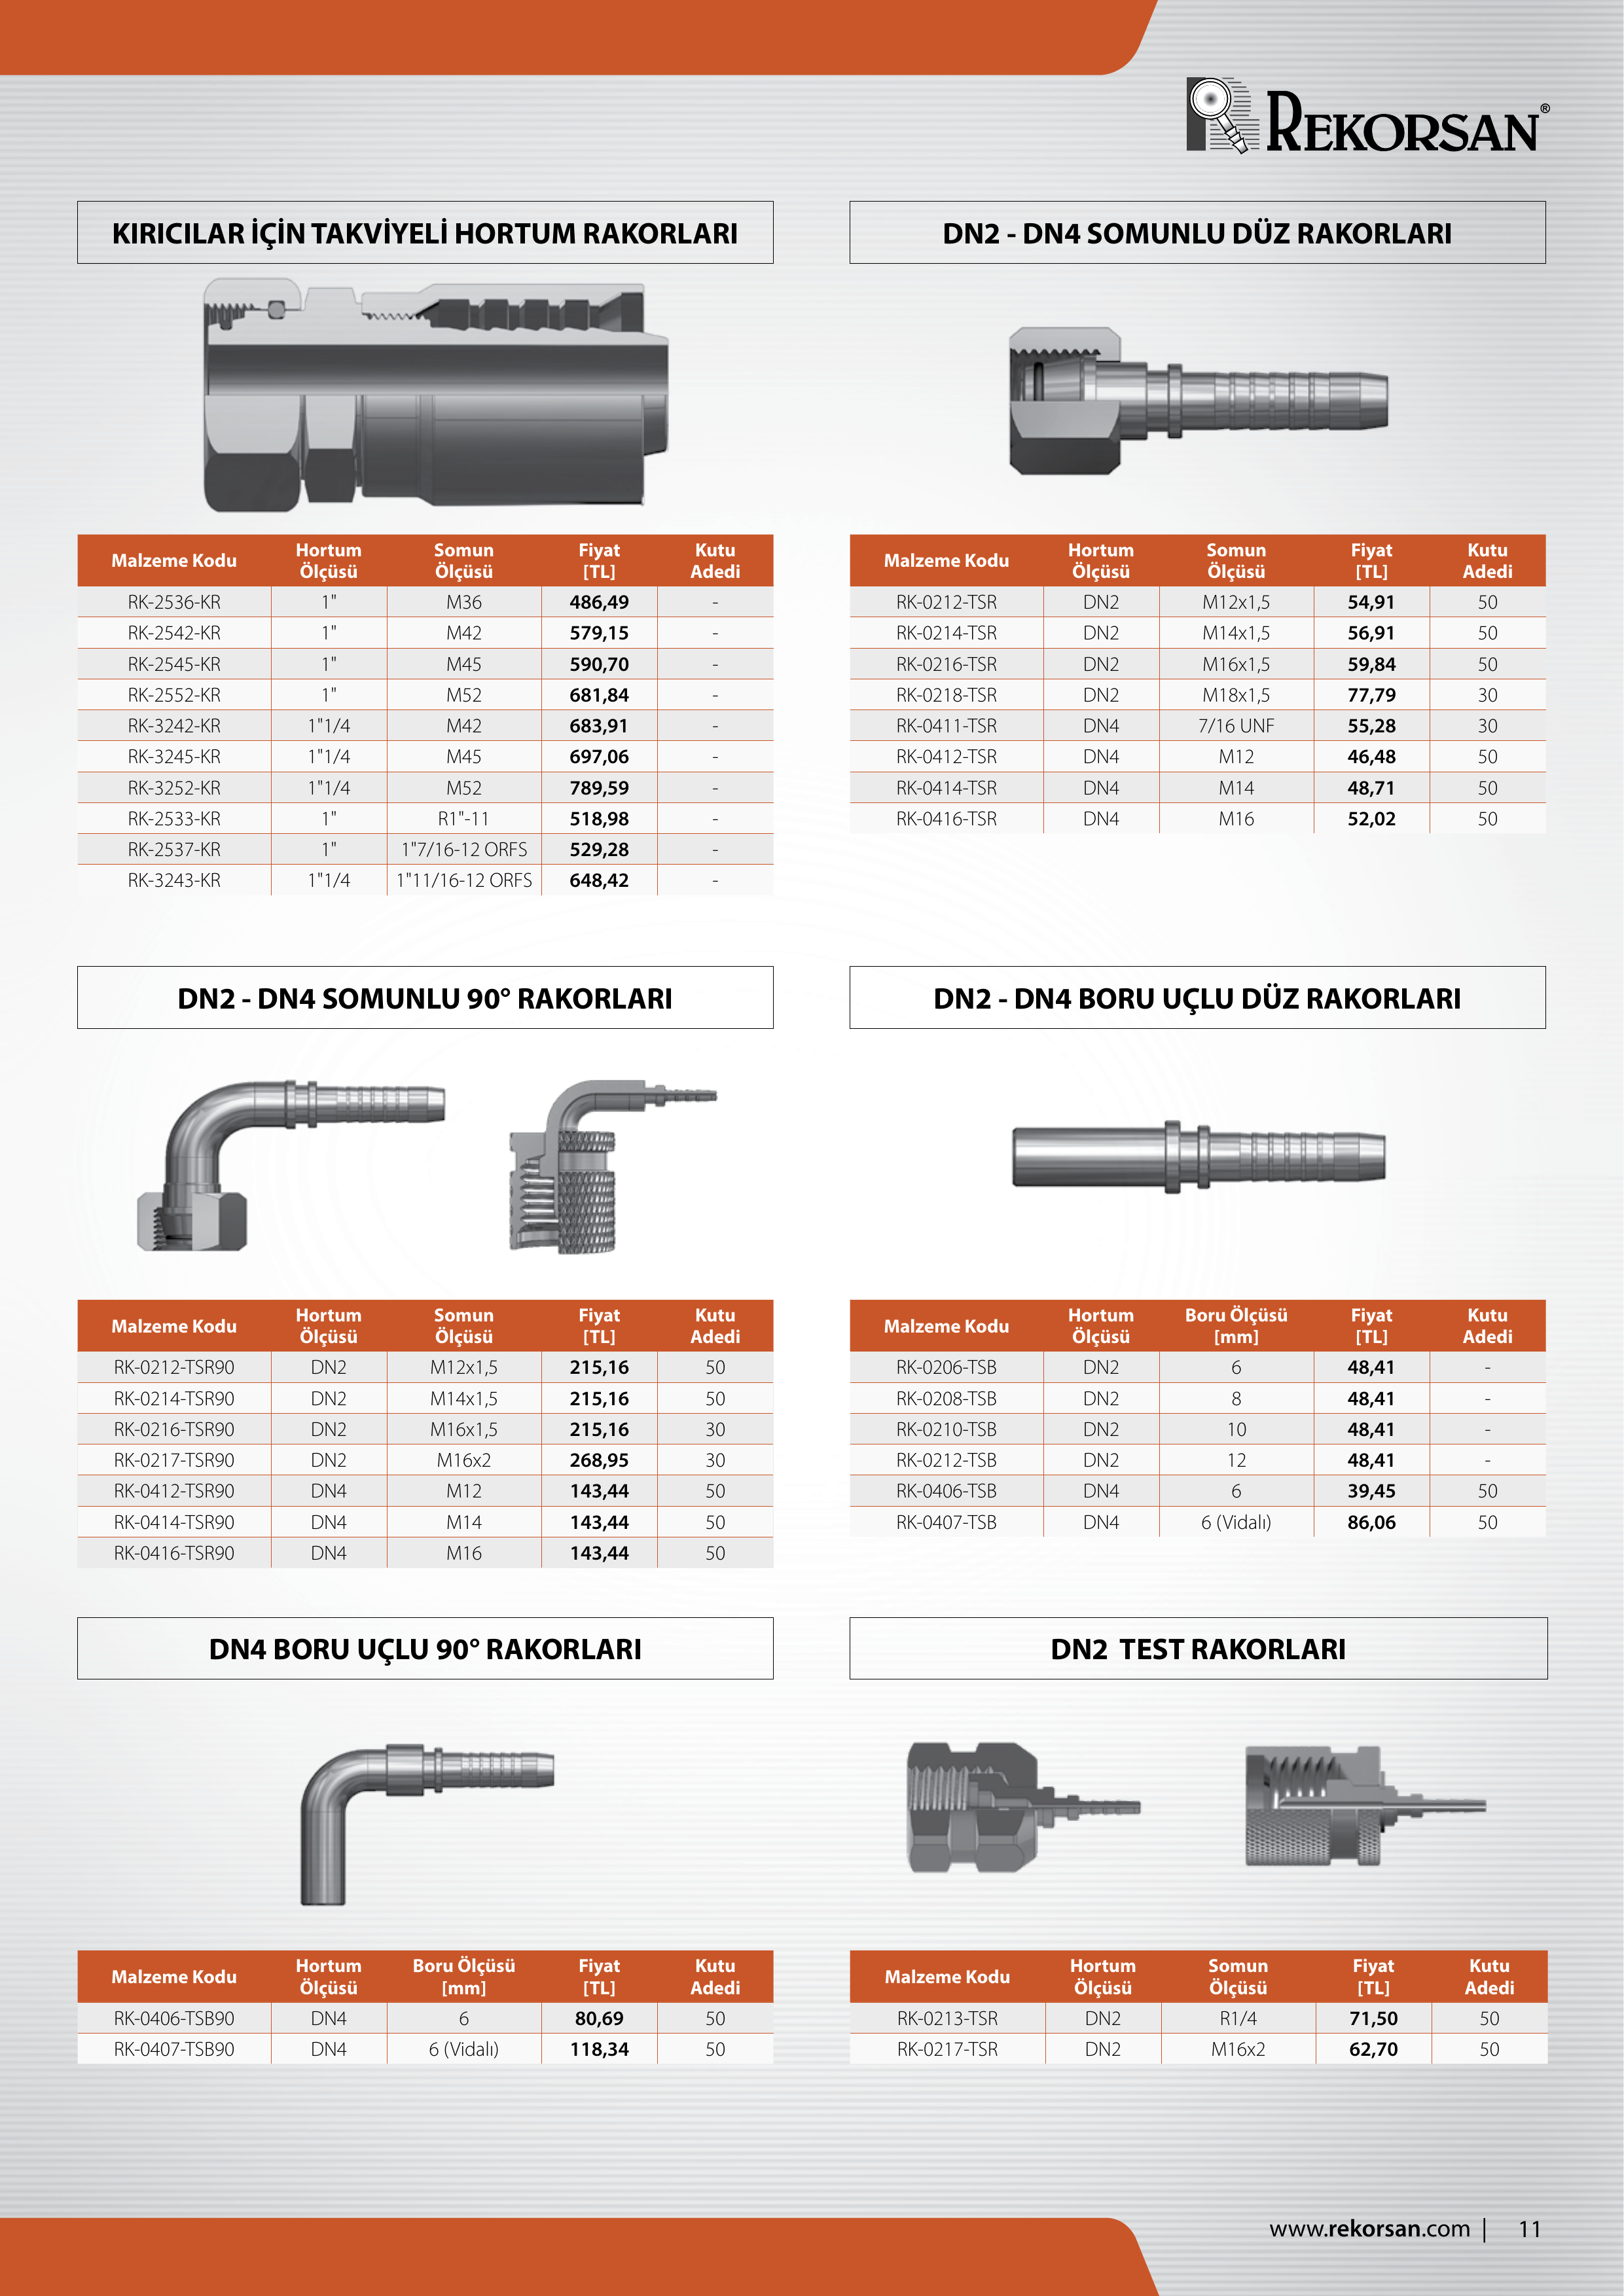 REKORSAN®
KIRICILAR İÇİN TAKVİYELİ HORTUM RAKORLARI
Malzeme Kodu Hortum Ölçüsü Somun Ölçüsü Fiyat [TL] Kutu Adedi
RK-2536-KR 1" M36 486,49 -
RK-2542-KR 1" M42 579,15 -
RK-2545-KR 1" M45 590,70 -
RK-2552-KR 1" M52 681,84 -
RK-3242-KR 1"1/4 M42 683,91 -
RK-3245-KR 1"1/4 M45 697,06 -
RK-3252-KR 1"1/4 M52 789,59 -
RK-2533-KR 1" R1"-11 518,98 -
RK-2537-KR 1" 1"7/16-12 ORFS 529,28 -
RK-3243-KR 1"1/4 1"11/16-12 ORFS 648,42 -
DN2 - DN4 SOMUNLU DÜZ RAKORLARI
Malzeme Kodu Hortum Ölçüsü Somun Ölçüsü Fiyat [TL] Kutu Adedi
RK-0212-TSR DN2 M12x1,5 54,91 50
RK-0214-TSR DN2 M14x1,5 56,91 50
RK-0216-TSR DN2 M16x1,5 59,84 50
RK-0218-TSR DN2 M18x1,5 77,79 30
RK-0411-TSR DN4 7/16 UNF 55,28 30
RK-0412-TSR DN4 M12 46,48 50
RK-0414-TSR DN4 M14 48,71 50
RK-0416-TSR DN4 M16 52,02 50
DN2 - DN4 SOMUNLU 90° RAKORLARI
Malzeme Kodu Hortum Ölçüsü Somun Ölçüsü Fiyat [TL] Kutu Adedi
RK-0212-TSR90 DN2 M12x1,5 215,16 50
RK-0214-TSR90 DN2 M14x1,5 215,16 50
RK-0216-TSR90 DN2 M16x1,5 215,16 30
RK-0217-TSR90 DN2 M16x2 268,95 30
RK-0412-TSR90 DN4 M12 143,44 50
RK-0414-TSR90 DN4 M14 143,44 50
RK-0416-TSR90 DN4 M16 143,44 50
DN2 - DN4 BORU UÇLU DÜZ RAKORLARI
Malzeme Kodu Hortum Ölçüsü Boru Ölçüsü [mm] Fiyat [TL] Kutu Adedi
RK-0206-TSB DN2 6 48,41 -
RK-0208-TSB DN2 8 48,41 -
RK-0210-TSB DN2 10 48,41 -
RK-0212-TSB DN2 12 48,41 -
RK-0406-TSB DN4 6 39,45 50
RK-0407-TSB DN4 6 (Vidalı) 86,06 50
DN4 BORU UÇLU 90° RAKORLARI
Malzeme Kodu Hortum Ölçüsü Boru Ölçüsü [mm] Fiyat [TL] Kutu Adedi
RK-0406-TSB90 DN4 6 80,69 50
RK-0407-TSB90 DN4 6 (Vidalı) 118,34 50
DN2 TEST RAKORLARI
Malzeme Kodu Hortum Ölçüsü Somun Ölçüsü Fiyat [TL] Kutu Adedi
RK-0213-TSR DN2 R1/4 71,50 50
RK-0217-TSR DN2 M16x2 62,70 50
www.rekorsan.com | 11